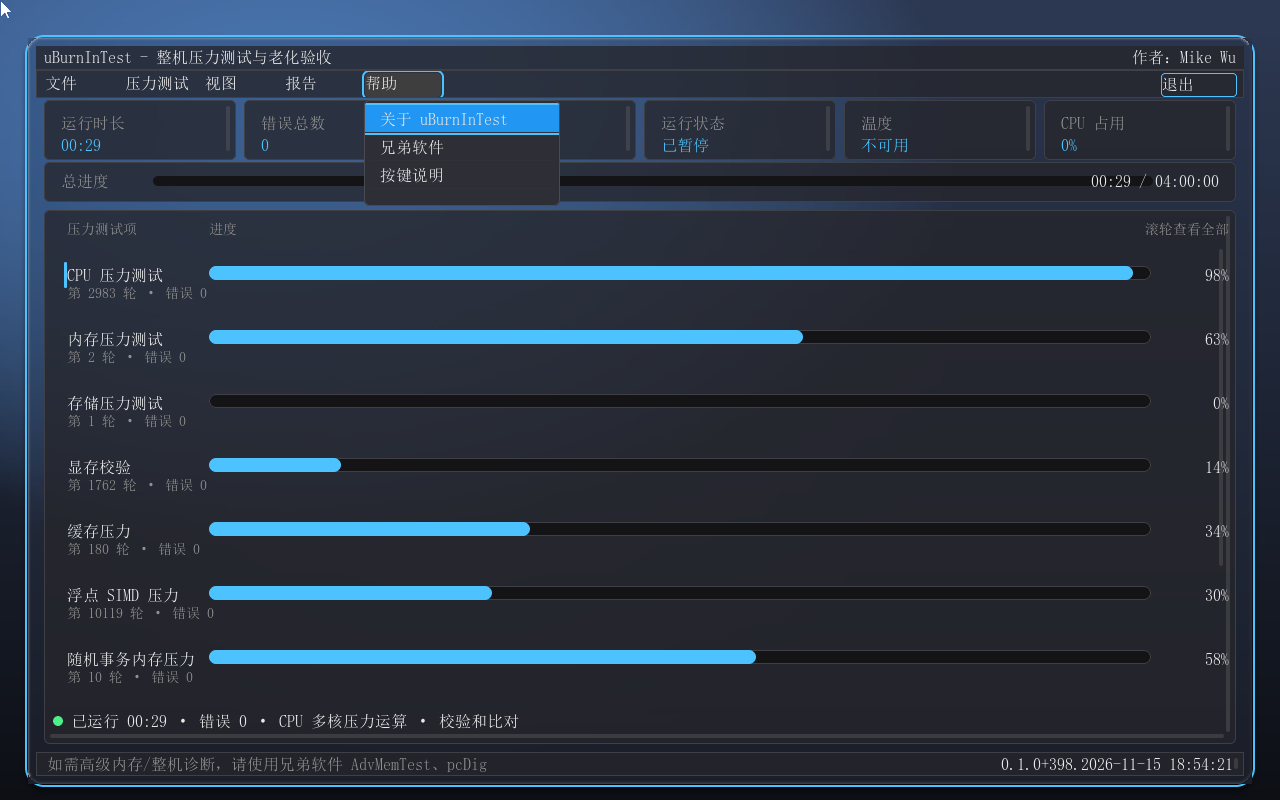 uBurnInTest - 整机压力测试与老化验收
作者: Mike Wu
文件 压力测试 视图 报告 帮助 退出
关于 uBurnInTest
兄弟软件
按键说明
运行时长
00:29
错误总数
0
运行状态
已暂停
温度
不可用
CPU 占用
0%
总进度
00:29 / 04:00:00
压力测试项 进度 滚轮查看全部
CPU 压力测试 98%
第 2983 轮 • 错误 0
内存压力测试 63%
第 2 轮 • 错误 0
存储压力测试 0%
第 1 轮 • 错误 0
显存校验 14%
第 1762 轮 • 错误 0
缓存压力 34%
第 180 轮 • 错误 0
浮点 SIMD 压力 30%
第 10119 轮 • 错误 0
随机事务内存压力 58%
第 10 轮 • 错误 0
已运行 00:29 • 错误 0 • CPU 多核压力运算 • 校验和比对
如需高级内存/整机诊断，请使用兄弟软件 AdvMemTest、pcDig
0.1.0+398.2026-11-15 18:54:21